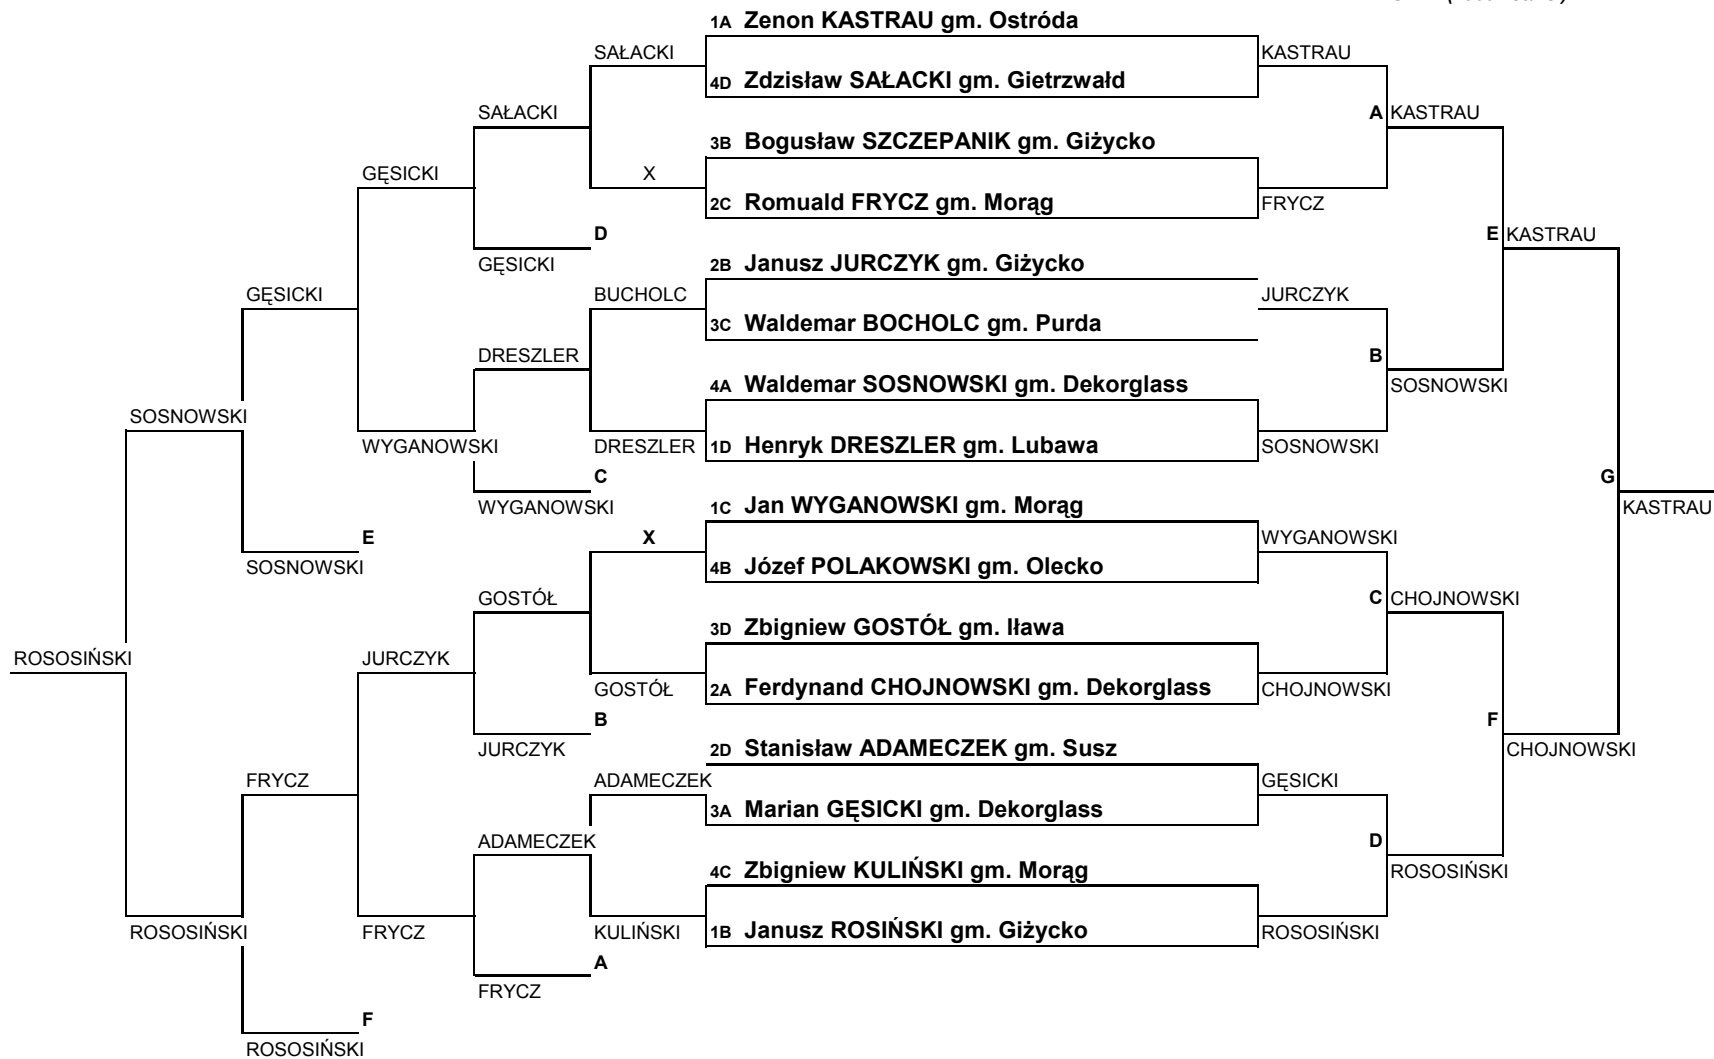 1A Zenon KASTRAU gm. Ostróda
SAŁACKI KASTRAU
4D Zdzisław SAŁACKI gm. Gietrzwałd
SAŁACKI A KASTRAU
3B Bogusław SZCZEPANIK gm. Giżycko
GĘSICKI X
2C Romuald FRYCZ gm. Morąg FRYCZ
D E KASTRAU
GĘSICKI 2B Janusz JURCZYK gm. Giżycko
GĘSICKI BUCHOLC JURCZYK
3C Waldemar BOCHOLC gm. Purda
DRESZLER B
4A Waldemar SOSNOWSKI gm. Dekorglass SOSNOWSKI
SOSNOWSKI
WYGANOWSKI DRESZLER 1D Henryk DRESZLER gm. Lubawa SOSNOWSKI
C G
WYGANOWSKI 1C Jan WYGANOWSKI gm. Morąg KASTRAU
E X WYGANOWSKI
SOSNOWSKI 4B Józef POLAKOWSKI gm. Olecko
GOSTÓŁ C CHOJNOWSKI
3D Zbigniew GOSTÓŁ gm. Iława
ROSOSIŃSKI JURCZYK
GOSTÓŁ 2A Ferdynand CHOJNOWSKI gm. Dekorglass CHOJNOWSKI
B F
JURCZYK 2D Stanisław ADAMECZEK gm. Susz CHOJNOWSKI
FRYCZ ADAMECZEK GĘSICKI
3A Marian GĘSICKI gm. Dekorglass
ADAMECZEK D
4C Zbigniew KULIŃSKI gm. Morąg ROSOSIŃSKI
ROSOSIŃSKI FRYCZ KULIŃSKI 1B Janusz ROSIŃSKI gm. Giżycko ROSOSIŃSKI
A
FRYCZ
F
ROSOSIŃSKI